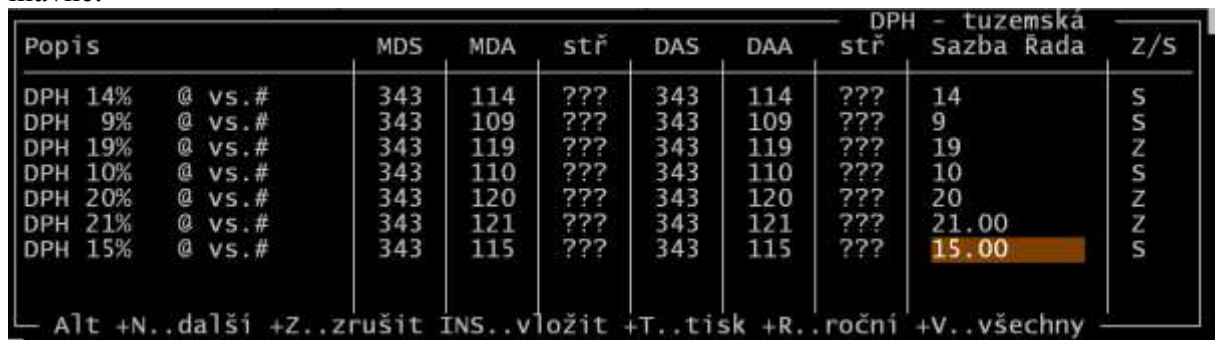 DPH - tuzemská
Popis MDS MDA stř DAS DAA stř Sazba Řada Z/S
DPH 14% @ vs.# 343 114 ??? 343 114 ??? 14 S
DPH 9% @ vs.# 343 109 ??? 343 109 ??? 9 S
DPH 19% @ vs.# 343 119 ??? 343 119 ??? 19 Z
DPH 10% @ vs.# 343 110 ??? 343 110 ??? 10 S
DPH 20% @ vs.# 343 120 ??? 343 120 ??? 20 Z
DPH 21% @ vs.# 343 121 ??? 343 121 ??? 21.00 Z
DPH 15% @ vs.# 343 115 ??? 343 115 ??? 15.00 S
Alt +N..další +Z..zrušit INS..vložit +T..tisk +R..roční +V..všechny